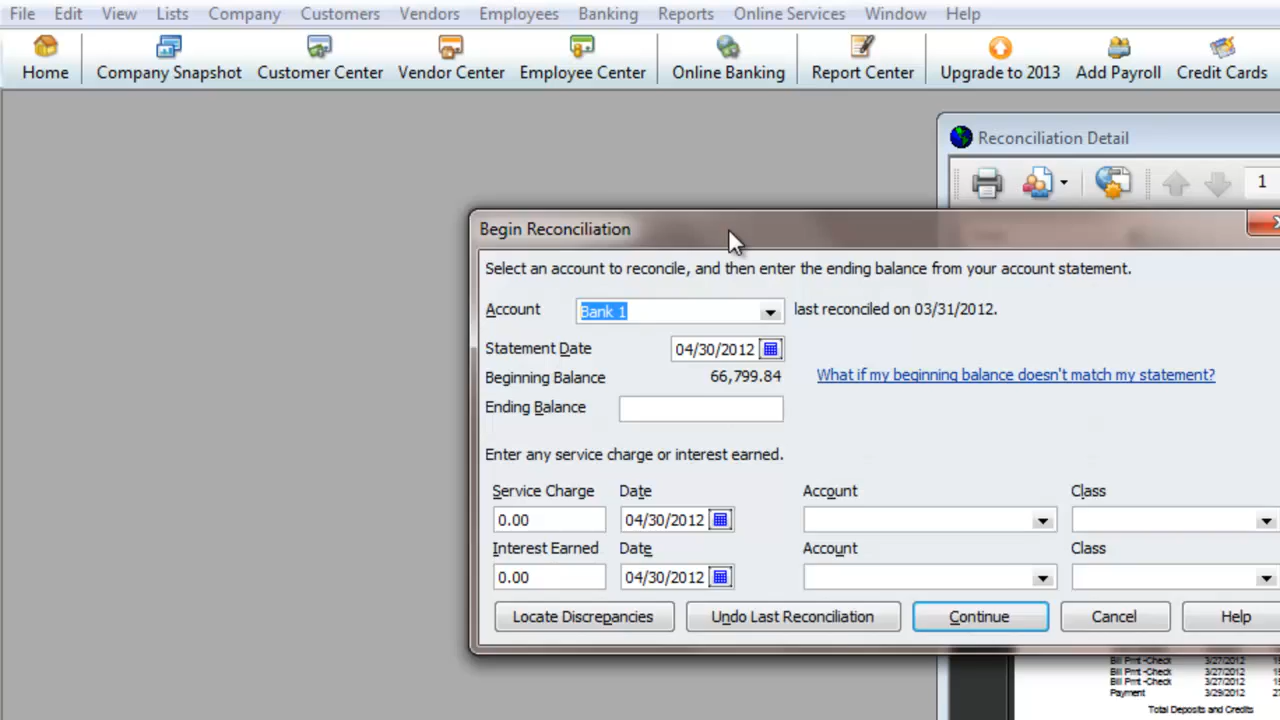 File Edit View Lists Company Customers Vendors Employees Banking Reports Online Services Window Help
Home Company Snapshot Customer Center Vendor Center Employee Center Online Banking Report Center Upgrade to 2013 Add Payroll Credit Cards
Reconciliation Detail
1
Begin Reconciliation
Select an account to reconcile, and then enter the ending balance from your account statement.
Account Bank 1 last reconciled on 03/31/2012.
Statement Date 04/30/2012
Beginning Balance 66,799.84 What if my beginning balance doesn't match my statement?
Ending Balance
Enter any service charge or interest earned.
Service Charge Date Account Class
0.00 04/30/2012
Interest Earned Date Account Class
0.00 04/30/2012
Locate Discrepancies Undo Last Reconciliation Continue Cancel Help
Bill Pmt -Check 3/27/2012
Bill Pmt -Check 3/27/2012
Bill Pmt -Check 3/27/2012
Payment 3/29/2012
Total Deposits and Credits